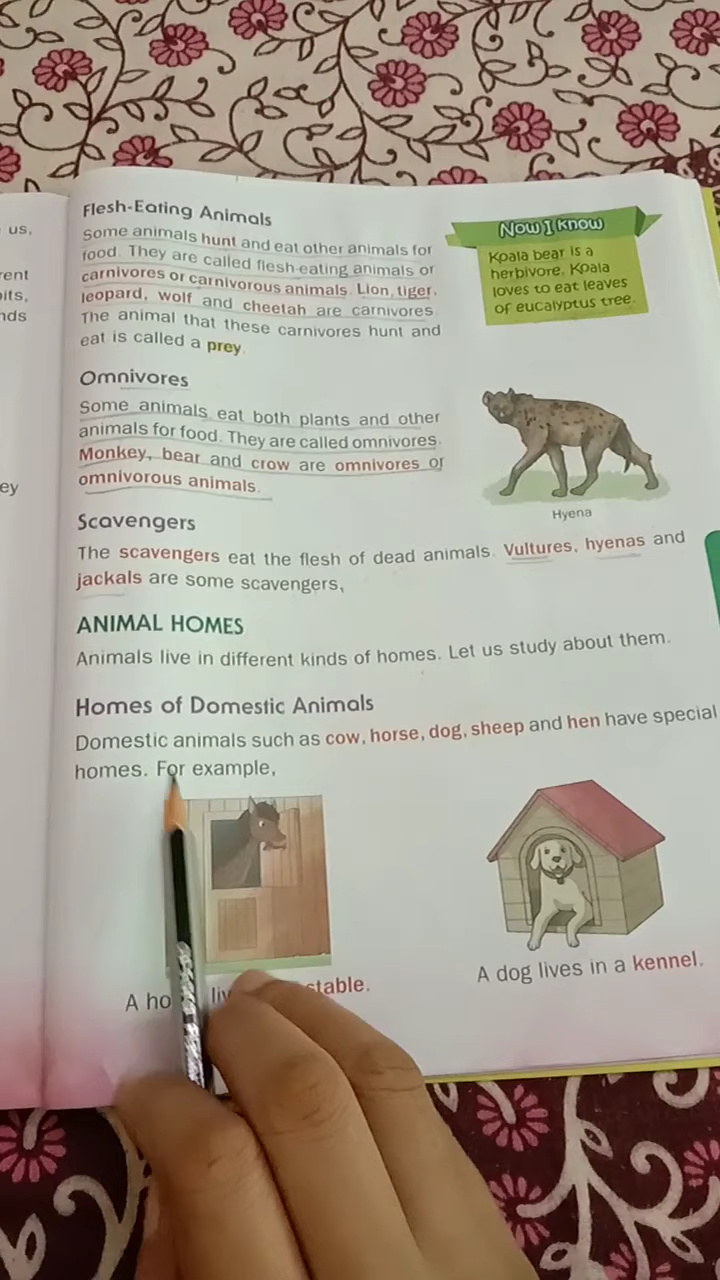 us,
rent
bits,
nds
ey
Flesh-Eating Animals
Some animals hunt and eat other animals for
food. They are called flesh-eating animals or
carnivores or carnivorous animals. Lion, tiger,
leopard, wolf and cheetah are carnivores.
The animal that these carnivores hunt and
eat is called a prey.
Now I know
Koala bear is a
herbivore. Koala
loves to eat leaves
of eucalyptus tree.
Omnivores
Some animals eat both plants and other
animals for food. They are called omnivores.
Monkey, bear and crow are omnivores or
omnivorous animals.
Hyena
Scavengers
The scavengers eat the flesh of dead animals. Vultures, hyenas and
jackals are some scavengers,
ANIMAL HOMES
Animals live in different kinds of homes. Let us study about them.
Homes of Domestic Animals
Domestic animals such as cow, horse, dog, sheep and hen have special
homes. For example,
A ho liv stable.
A dog lives in a kennel.